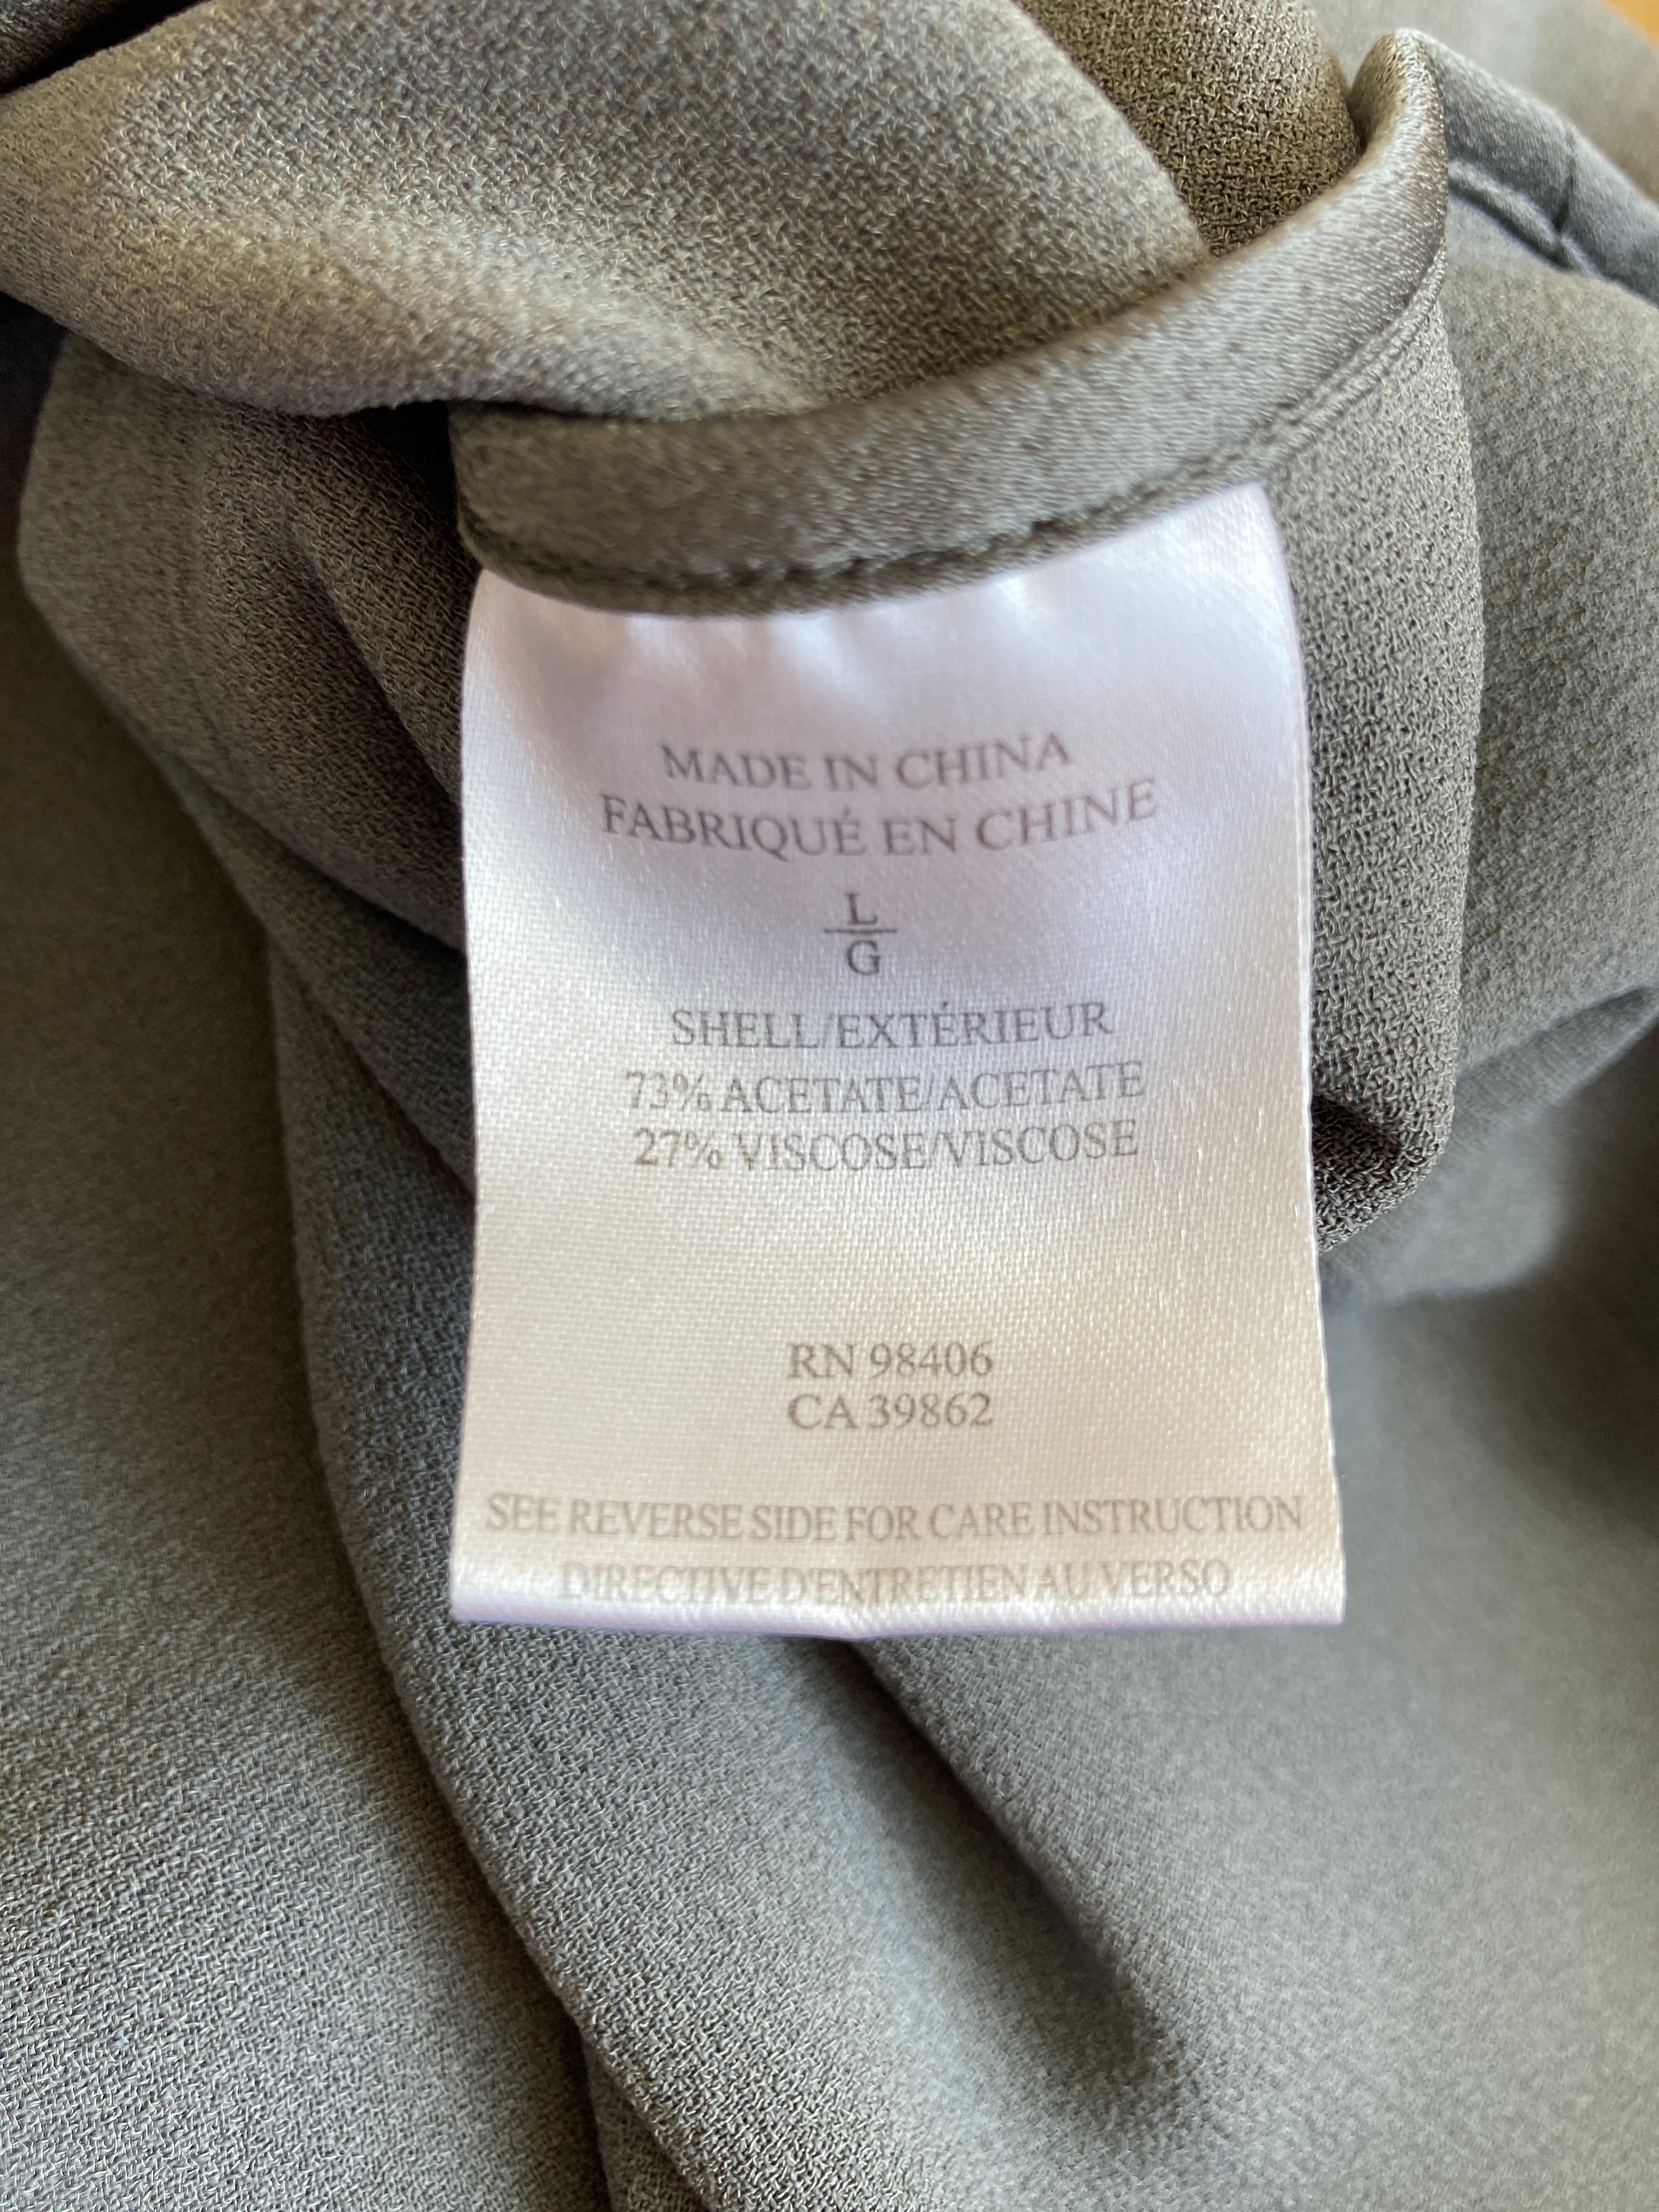 MADE IN CHINA
FABRIQUÉ EN CHINE
L
G
SHELL/EXTÉRIEUR
73% ACETATE/ACETATE
27% VISCOSE/VISCOSE
RN 98406
CA 39862
SEE REVERSE SIDE FOR CARE INSTRUCTION
DIRECTIVE D'ENTRETIEN AU VERSO